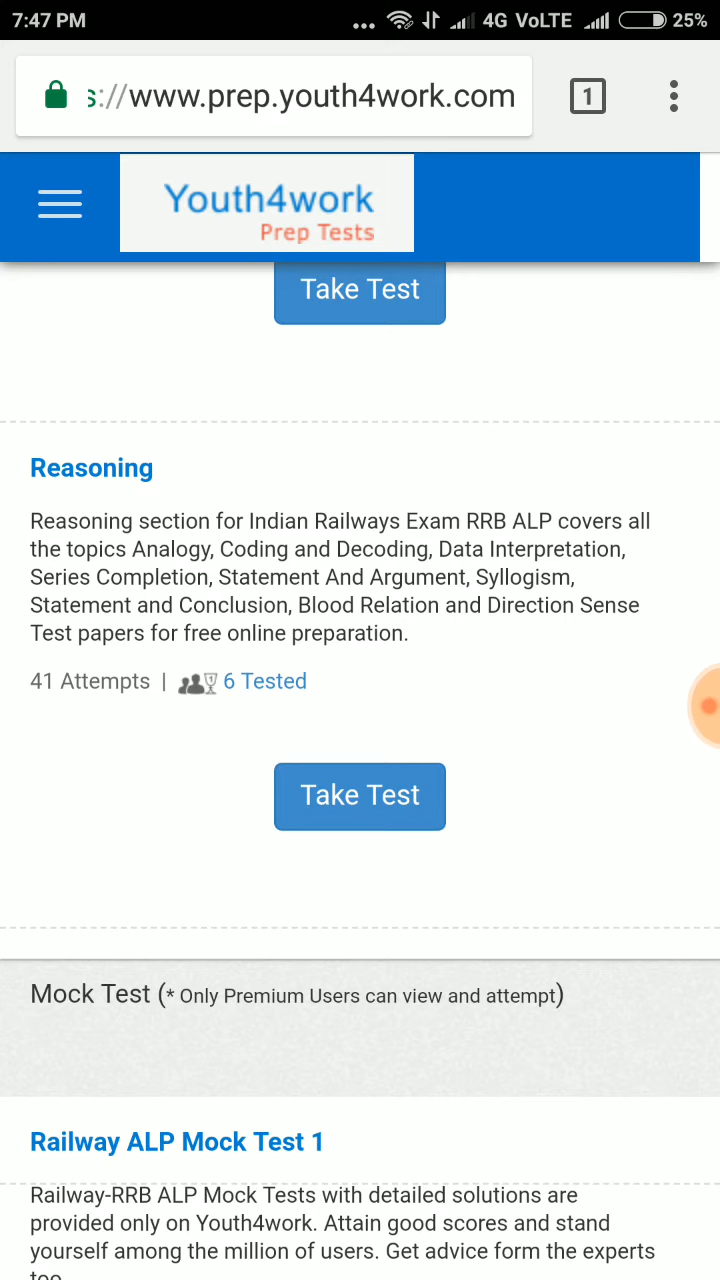 7:47 PM ... 4G VoLTE 25%
s://www.prep.youth4work.com 1
Youth4work
Prep Tests
Take Test
Reasoning
Reasoning section for Indian Railways Exam RRB ALP covers all
the topics Analogy, Coding and Decoding, Data Interpretation,
Series Completion, Statement And Argument, Syllogism,
Statement and Conclusion, Blood Relation and Direction Sense
Test papers for free online preparation.
41 Attempts | 6 Tested
Take Test
Mock Test (* Only Premium Users can view and attempt)
Railway ALP Mock Test 1
Railway-RRB ALP Mock Tests with detailed solutions are
provided only on Youth4work. Attain good scores and stand
yourself among the million of users. Get advice form the experts
too